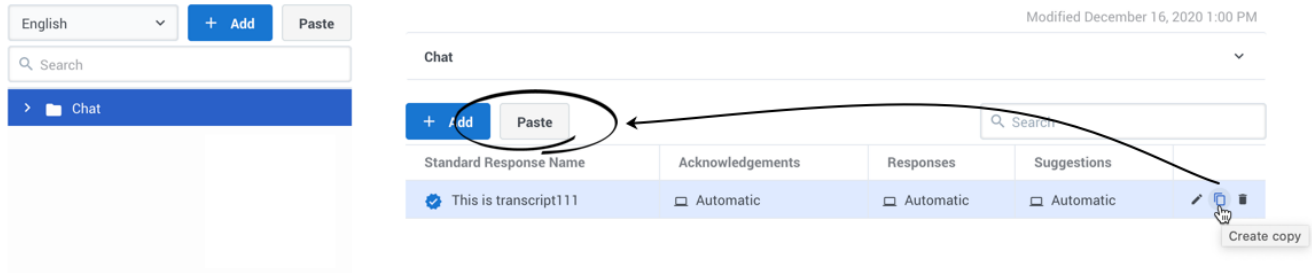 English
+ Add
Paste
Search
Chat
Modified December 16, 2020 1:00 PM
Chat
+ Add
Paste
Search
Standard Response Name
Acknowledgements
Responses
Suggestions
This is transcript111
Automatic
Automatic
Automatic
Create copy